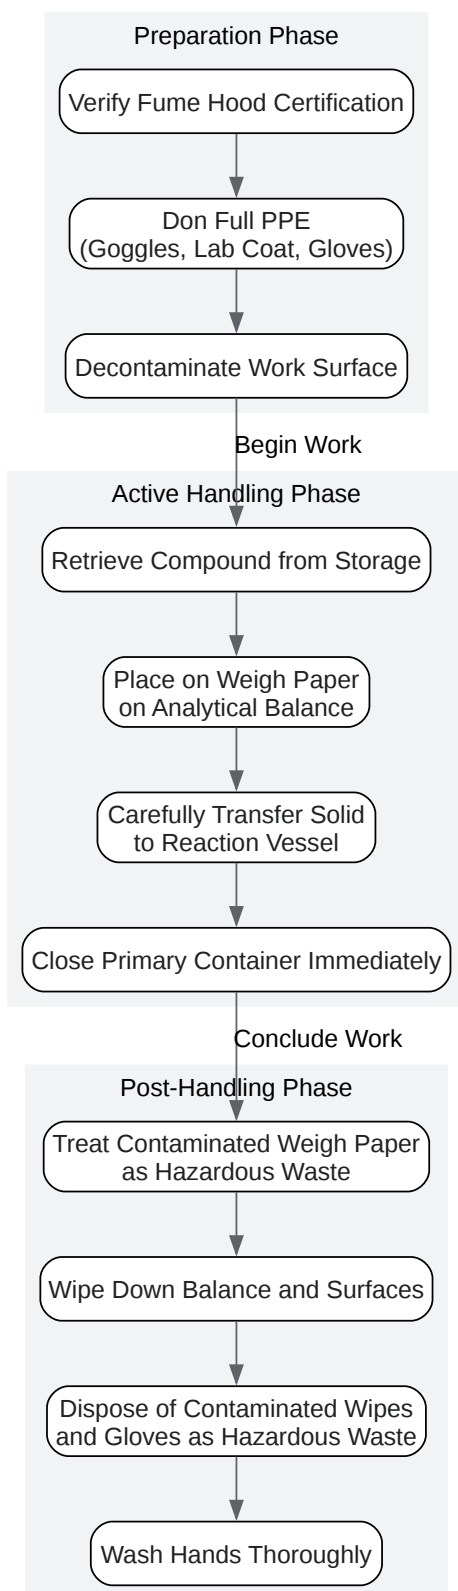 Preparation Phase
Verify Fume Hood Certification
Don Full PPE
(Goggles, Lab Coat, Gloves)
Decontaminate Work Surface
Begin Work
Active Handling Phase
Retrieve Compound from Storage
Place on Weigh Paper
on Analytical Balance
Carefully Transfer Solid
to Reaction Vessel
Close Primary Container Immediately
Conclude Work
Post-Handling Phase
Treat Contaminated Weigh Paper
as Hazardous Waste
Wipe Down Balance and Surfaces
Dispose of Contaminated Wipes
and Gloves as Hazardous Waste
Wash Hands Thoroughly